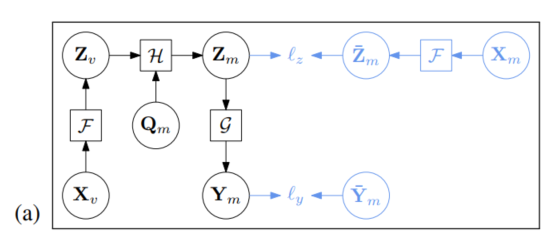 Z_v H Z_m ℓ_z Z̄_m F X_m
F Q_m G
(a) X_v Y_m ℓ_y Ȳ_m